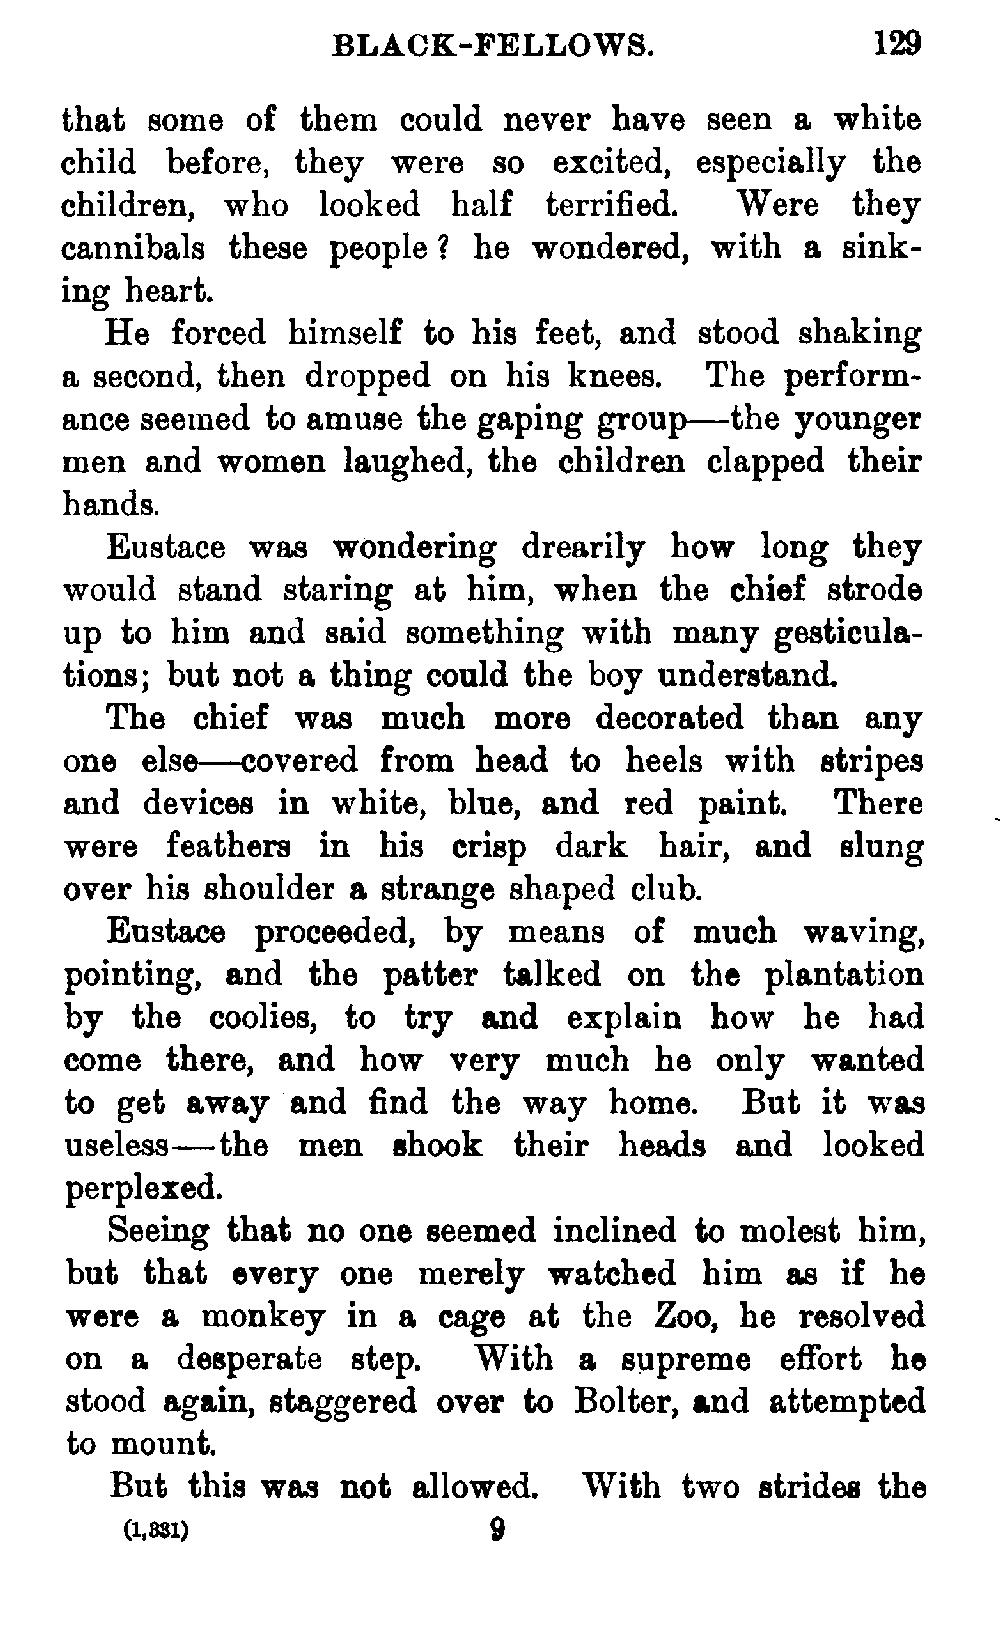 BLACK-FELLOWS. 129
that some of them could never have seen a white
child before, they were so excited, especially the
children, who looked half terrified. Were they
cannibals these people? he wondered, with a sink-
ing heart.
He forced himself to his feet, and stood shaking
a second, then dropped on his knees. The perform-
ance seemed to amuse the gaping group—the younger
men and women laughed, the children clapped their
hands.
Eustace was wondering drearily how long they
would stand staring at him, when the chief strode
up to him and said something with many gesticula-
tions; but not a thing could the boy understand.
The chief was much more decorated than any
one else—covered from head to heels with stripes
and devices in white, blue, and red paint. There
were feathers in his crisp dark hair, and slung
over his shoulder a strange shaped club.
Eustace proceeded, by means of much waving,
pointing, and the patter talked on the plantation
by the coolies, to try and explain how he had
come there, and how very much he only wanted
to get away and find the way home. But it was
useless—the men shook their heads and looked
perplexed.
Seeing that no one seemed inclined to molest him,
but that every one merely watched him as if he
were a monkey in a cage at the Zoo, he resolved
on a desperate step. With a supreme effort he
stood again, staggered over to Bolter, and attempted
to mount.
But this was not allowed. With two strides the
(1,331) 9